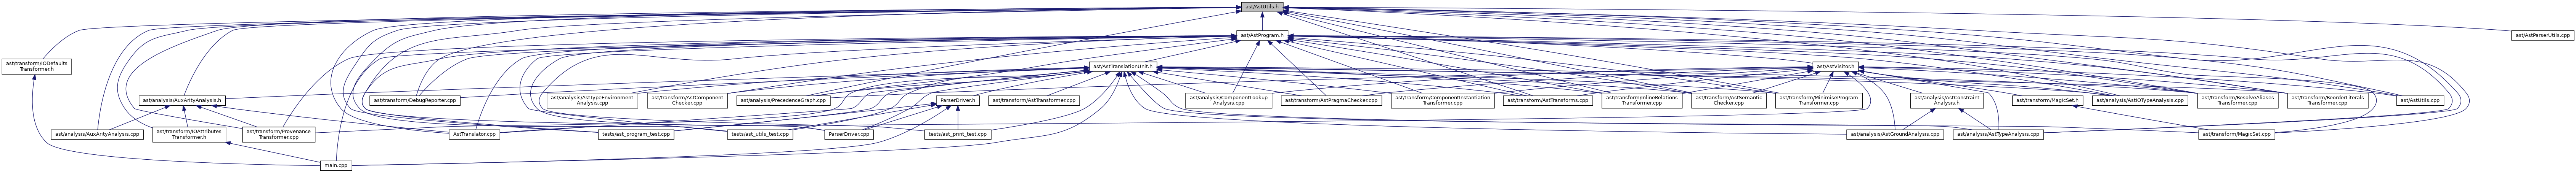 ast/AstUtils.h
ast/AstProgram.h
ast/AstParserUtils.cpp
ast/transform/IODefaults
Transformer.h
ast/AstTranslationUnit.h
ast/AstVisitor.h
ast/analysis/AuxArityAnalysis.h
ast/transform/DebugReporter.cpp
ast/analysis/AstTypeEnvironment
Analysis.cpp
ast/transform/AstComponent
Checker.cpp
ast/analysis/PrecedenceGraph.cpp
ParserDriver.h
ast/transform/AstTransformer.cpp
ast/analysis/ComponentLookup
Analysis.cpp
ast/transform/AstPragmaChecker.cpp
ast/transform/ComponentInstantiation
Transformer.cpp
ast/transform/AstTransforms.cpp
ast/transform/InlineRelations
Transformer.cpp
ast/transform/AstSemantic
Checker.cpp
ast/transform/MinimiseProgram
Transformer.cpp
ast/analysis/AstConstraint
Analysis.h
ast/transform/MagicSet.h
ast/analysis/AstIOTypeAnalysis.cpp
ast/transform/ResolveAliases
Transformer.cpp
ast/transform/ReorderLiterals
Transformer.cpp
ast/AstUtils.cpp
ast/analysis/AuxArityAnalysis.cpp
ast/transform/IOAttributes
Transformer.h
ast/transform/Provenance
Transformer.cpp
AstTranslator.cpp
tests/ast_program_test.cpp
tests/ast_utils_test.cpp
ParserDriver.cpp
tests/ast_print_test.cpp
ast/analysis/AstGroundAnalysis.cpp
ast/analysis/AstTypeAnalysis.cpp
ast/transform/MagicSet.cpp
main.cpp